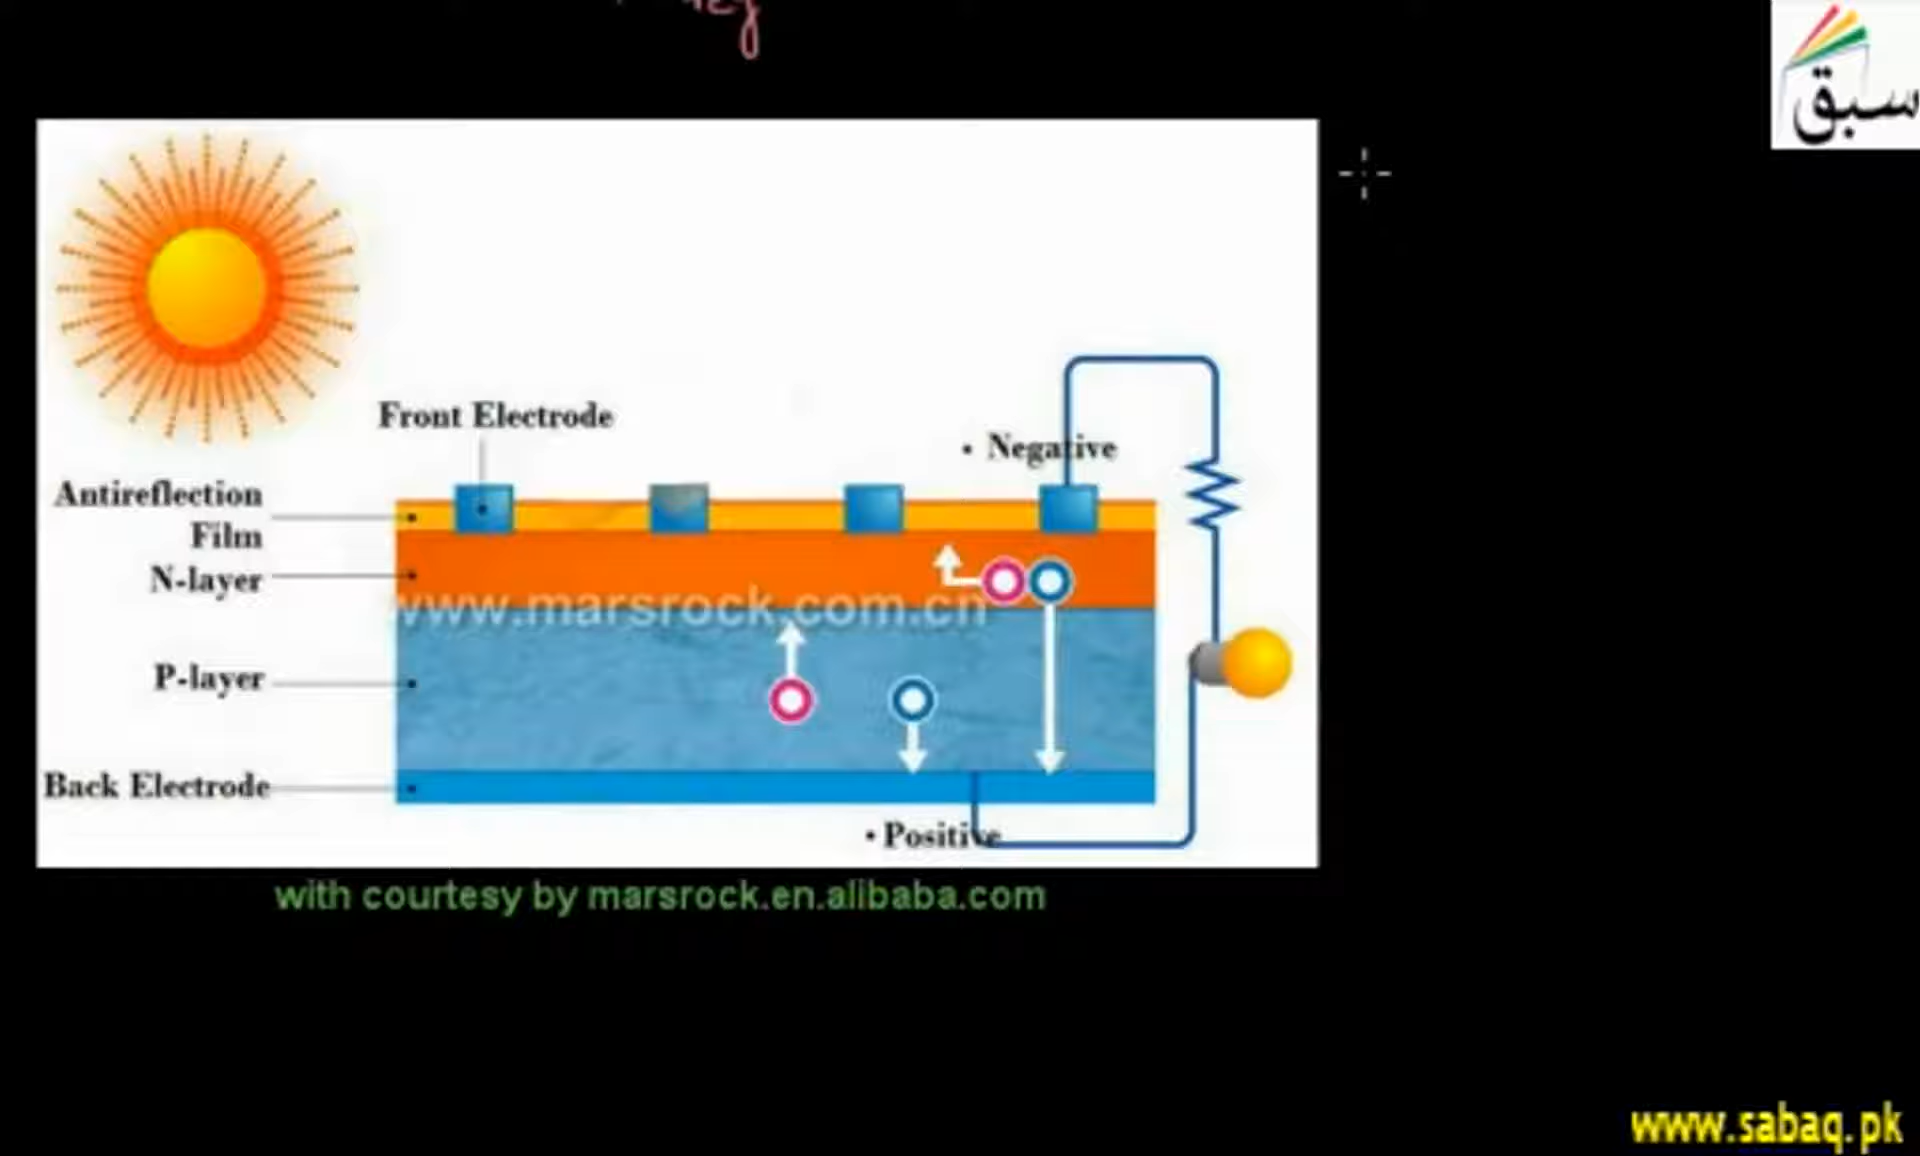 سبق
Front Electrode
• Negative
Antireflection
Film
N-layer
www.marsrock.com.cn
P-layer
Back Electrode
• Positive
with courtesy by marsrock.en.alibaba.com
www.sabaq.pk